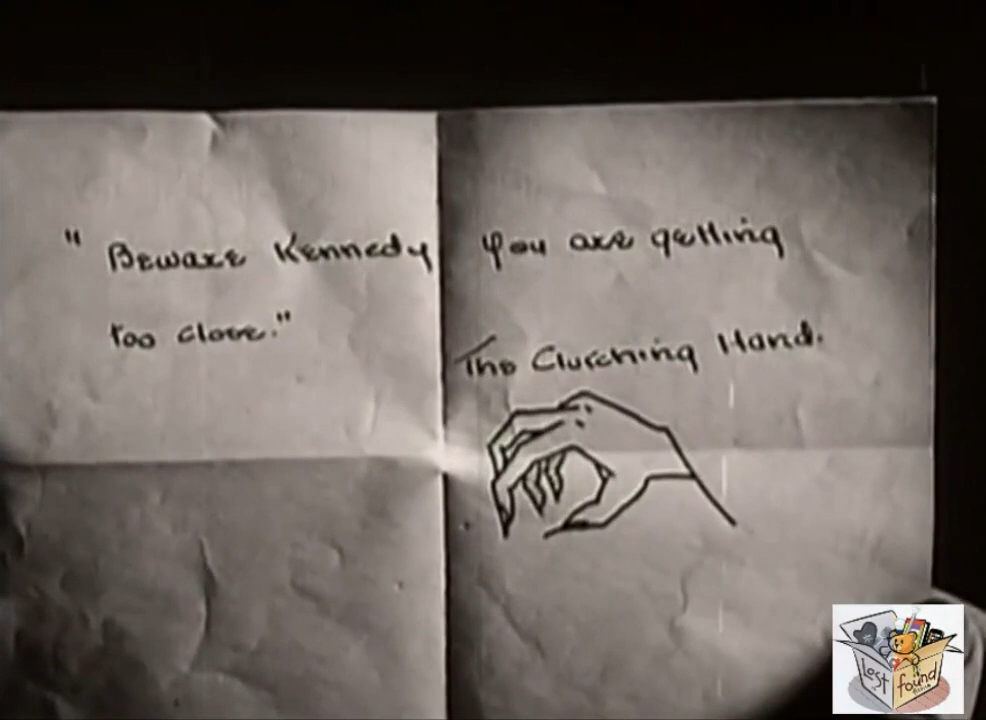 "Beware Kennedy you are getting
too close."
The Clutching Hand.
Lost found